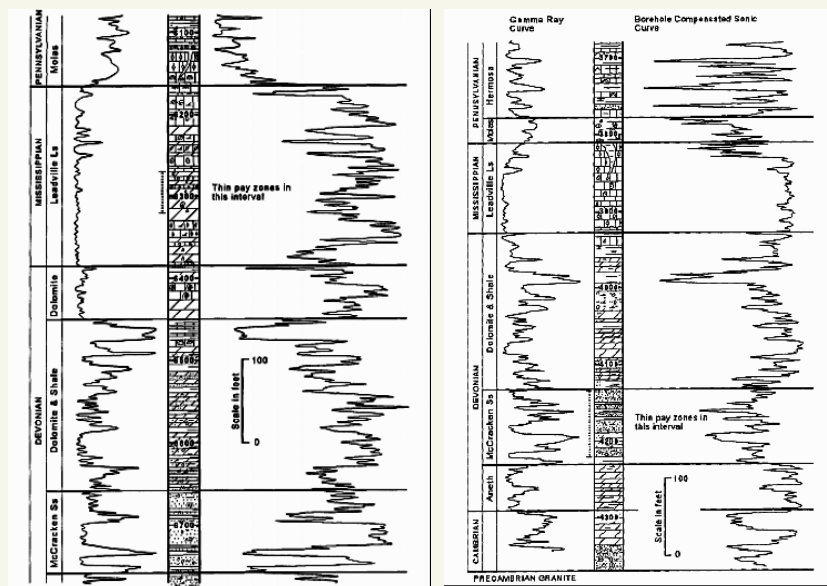 PENNSYLVANIAN
Molas
MISSISSIPPIAN
Leadville Ls
DEVONIAN
Dolomite
Dolomite & Shale
McCracken Ss
Thin pay zones in
this interval
100
Scale in feet
0
Gamma Ray
Curve
Borehole Compensated Sonic
Curve
PENNSYLVANIAN
Hermosa
Molas
MISSISSIPPIAN
Leadville Ls
DEVONIAN
Dolomite & Shale
McCracken Ss
Aneth
CAMBRIAN
Thin pay zones in
this interval
100
Scale in feet
0
PRECAMBRIAN GRANITE